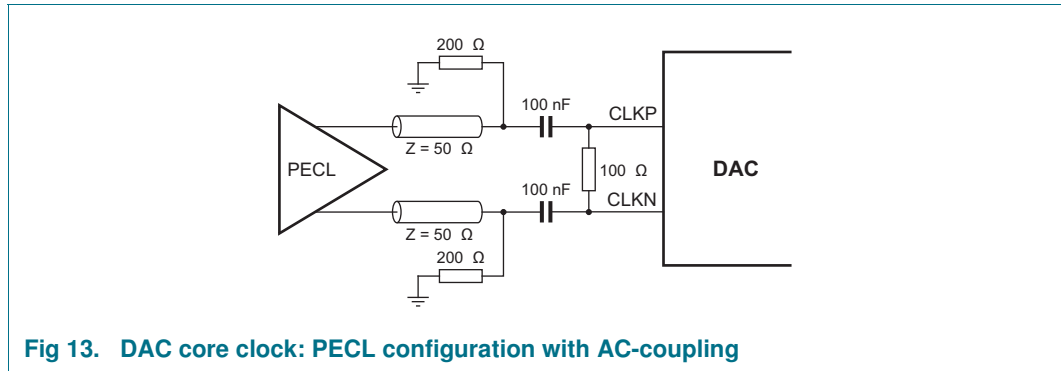 200 Ω
100 nF
CLKP
Z = 50 Ω
PECL
100 Ω
DAC
100 nF
CLKN
Z = 50 Ω
200 Ω
Fig 13. DAC core clock: PECL configuration with AC-coupling